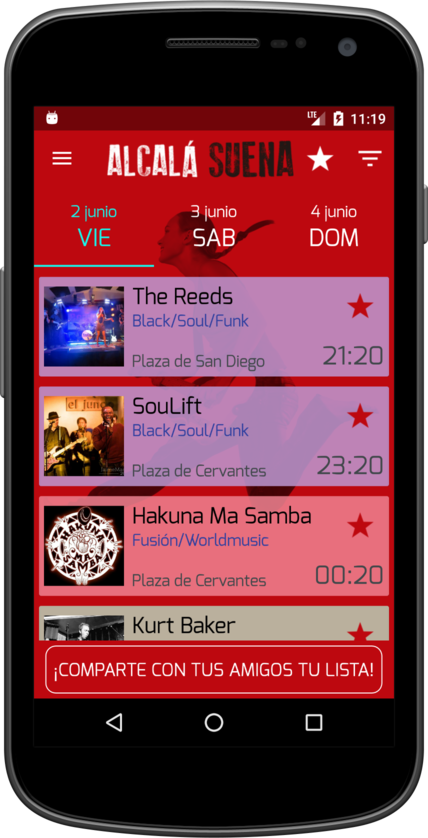 LTE 11:19
ALCALÁ SUENA
2 junio 3 junio 4 junio
VIE SAB DOM
The Reeds
Black/Soul/Funk
Plaza de San Diego 21:20
el junco
SouLift
Black/Soul/Funk
Plaza de Cervantes 23:20
Hakuna Ma Samba
Fusión/Worldmusic
Plaza de Cervantes 00:20
Kurt Baker
¡COMPARTE CON TUS AMIGOS TU LISTA!